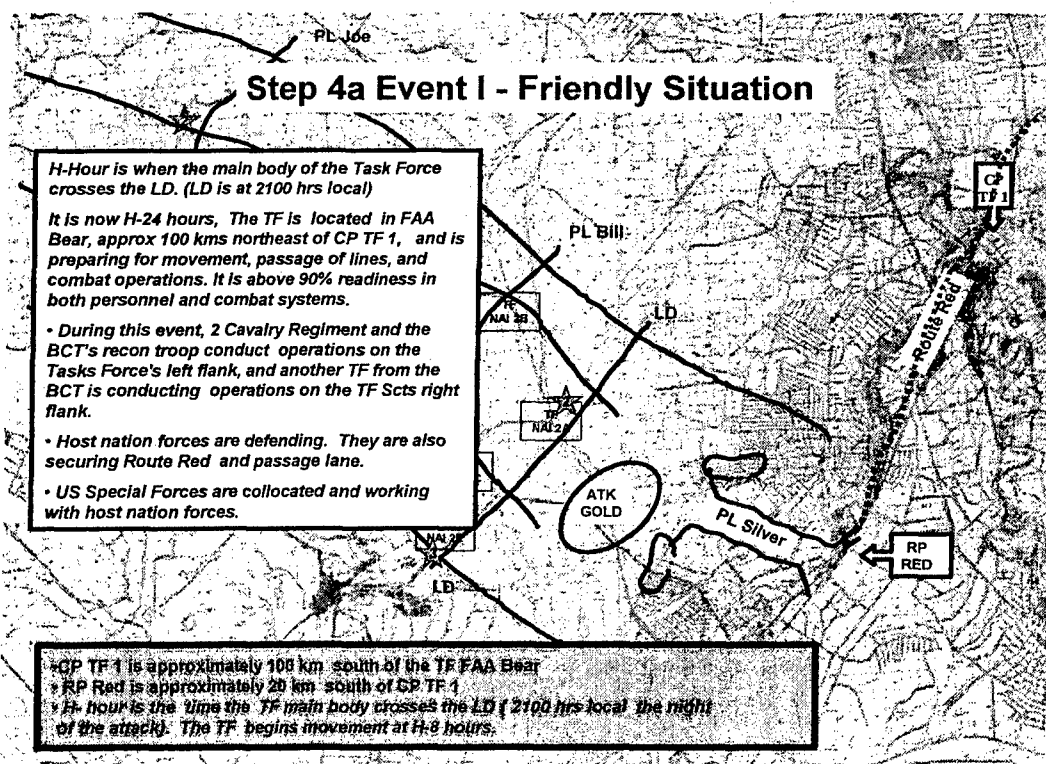 PL Joe
Step 4a Event I - Friendly Situation
H-Hour is when the main body of the Task Force
crosses the LD. (LD is at 2100 hrs local)
It is now H-24 hours, The TF is located in FAA
Bear, approx 100 kms northeast of CP TF 1, and is
preparing for movement, passage of lines, and
combat operations. It is above 90% readiness in
both personnel and combat systems.
• During this event, 2 Cavalry Regiment and the
BCT's recon troop conduct operations on the
Tasks Force's left flank, and another TF from the
BCT is conducting operations on the TF Scts right
flank.
• Host nation forces are defending. They are also
securing Route Red and passage lane.
• US Special Forces are collocated and working
with host nation forces.
CP
TF 1
PL Bill
TF
NAI 2B
LD
Route Red
TF
NAI 2A
ATK
GOLD
PL Silver
RP
RED
NAI
LD
•CP TF 1 is approximately 100 km south of the TF FAA Bear
• RP Red is approximately 20 km south of CP TF 1
• H- hour is the time the TF main body crosses the LD ( 2100 hrs local the night
of the attack). The TF begins movement at H-8 hours.